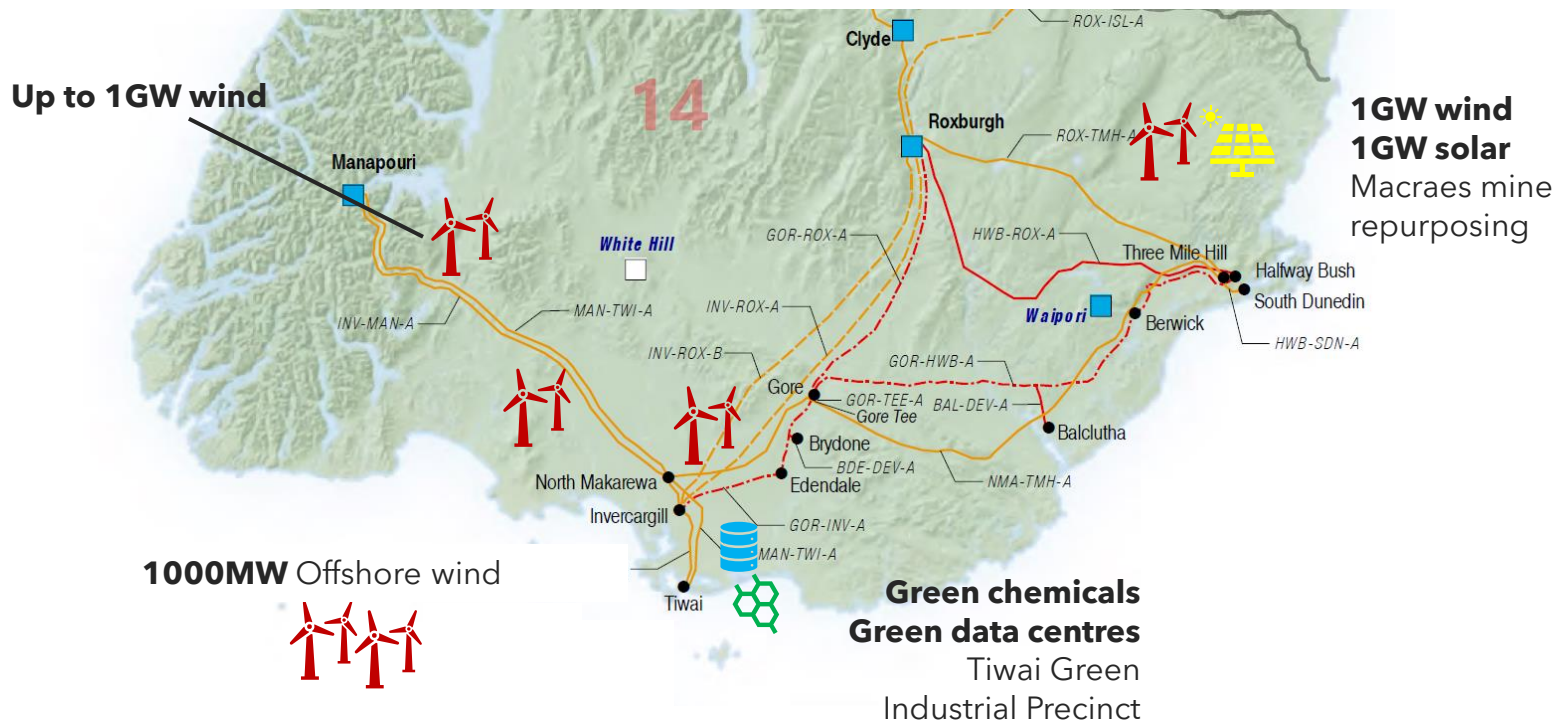 ROX-ISL-A
Clyde
Up to 1GW wind
14
1GW wind
1GW solar
Macraes mine
repurposing
Roxburgh
ROX-TMH-A
Manapouri
White Hill
GOR-ROX-A
HWB-ROX-A
Three Mile Hill
Halfway Bush
South Dunedin
INV-MAN-A
MAN-TWI-A
INV-ROX-A
Waipori
Berwick
HWB-SDN-A
INV-ROX-B
GOR-HWB-A
Gore
GOR-TEE-A
Gore Tee
BAL-DEV-A
Balclutha
Brydone
BDE-DEV-A
North Makarewa
Edendale
NMA-TMH-A
Invercargill
GOR-INV-A
MAN-TWI-A
1000MW Offshore wind
Tiwai
Green chemicals
Green data centres
Tiwai Green
Industrial Precinct